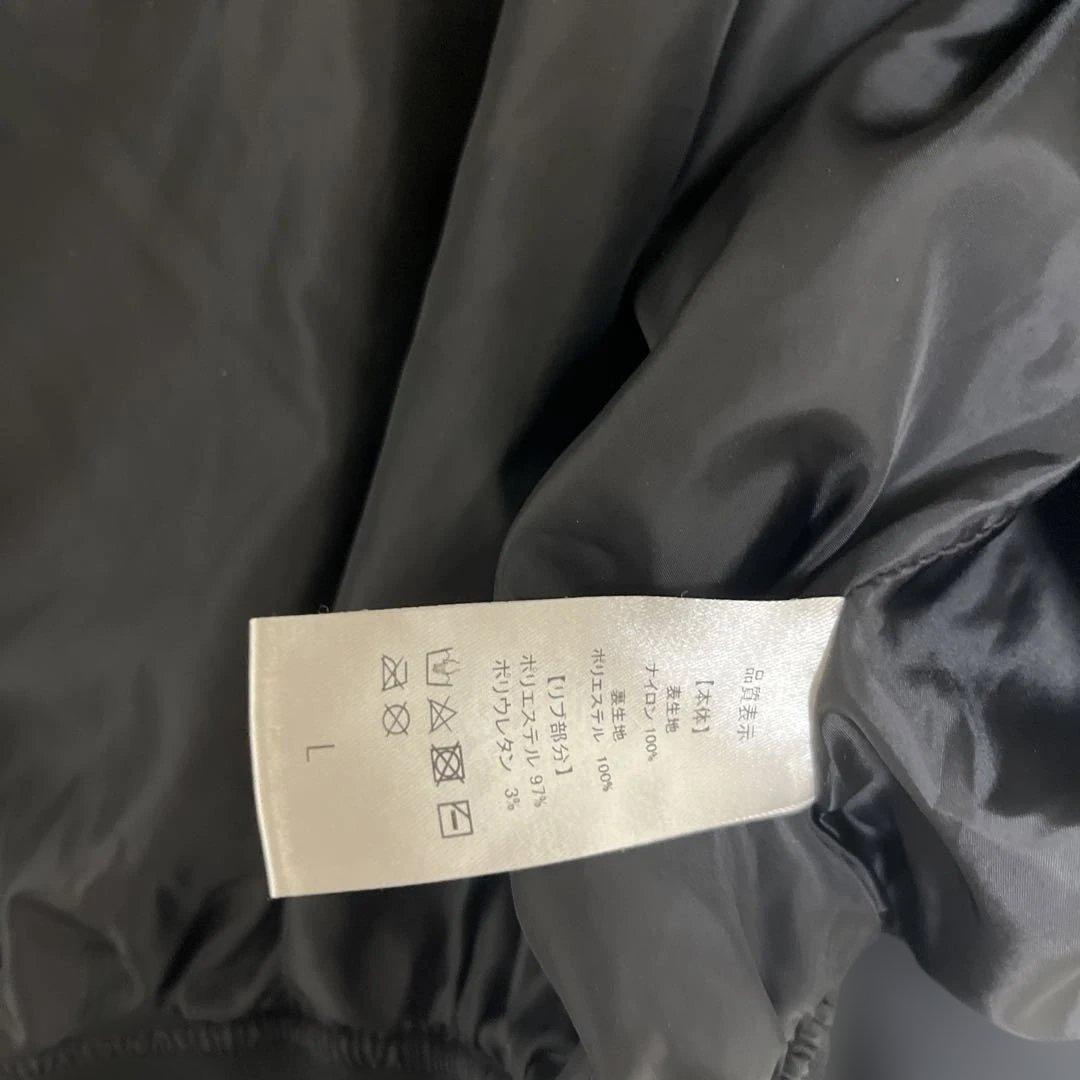 品質表示
【本体】
表生地
ナイロン 100%
裏生地
ポリエステル 100%
【リブ部分】
ポリエステル 97%
ポリウレタン 3%
L